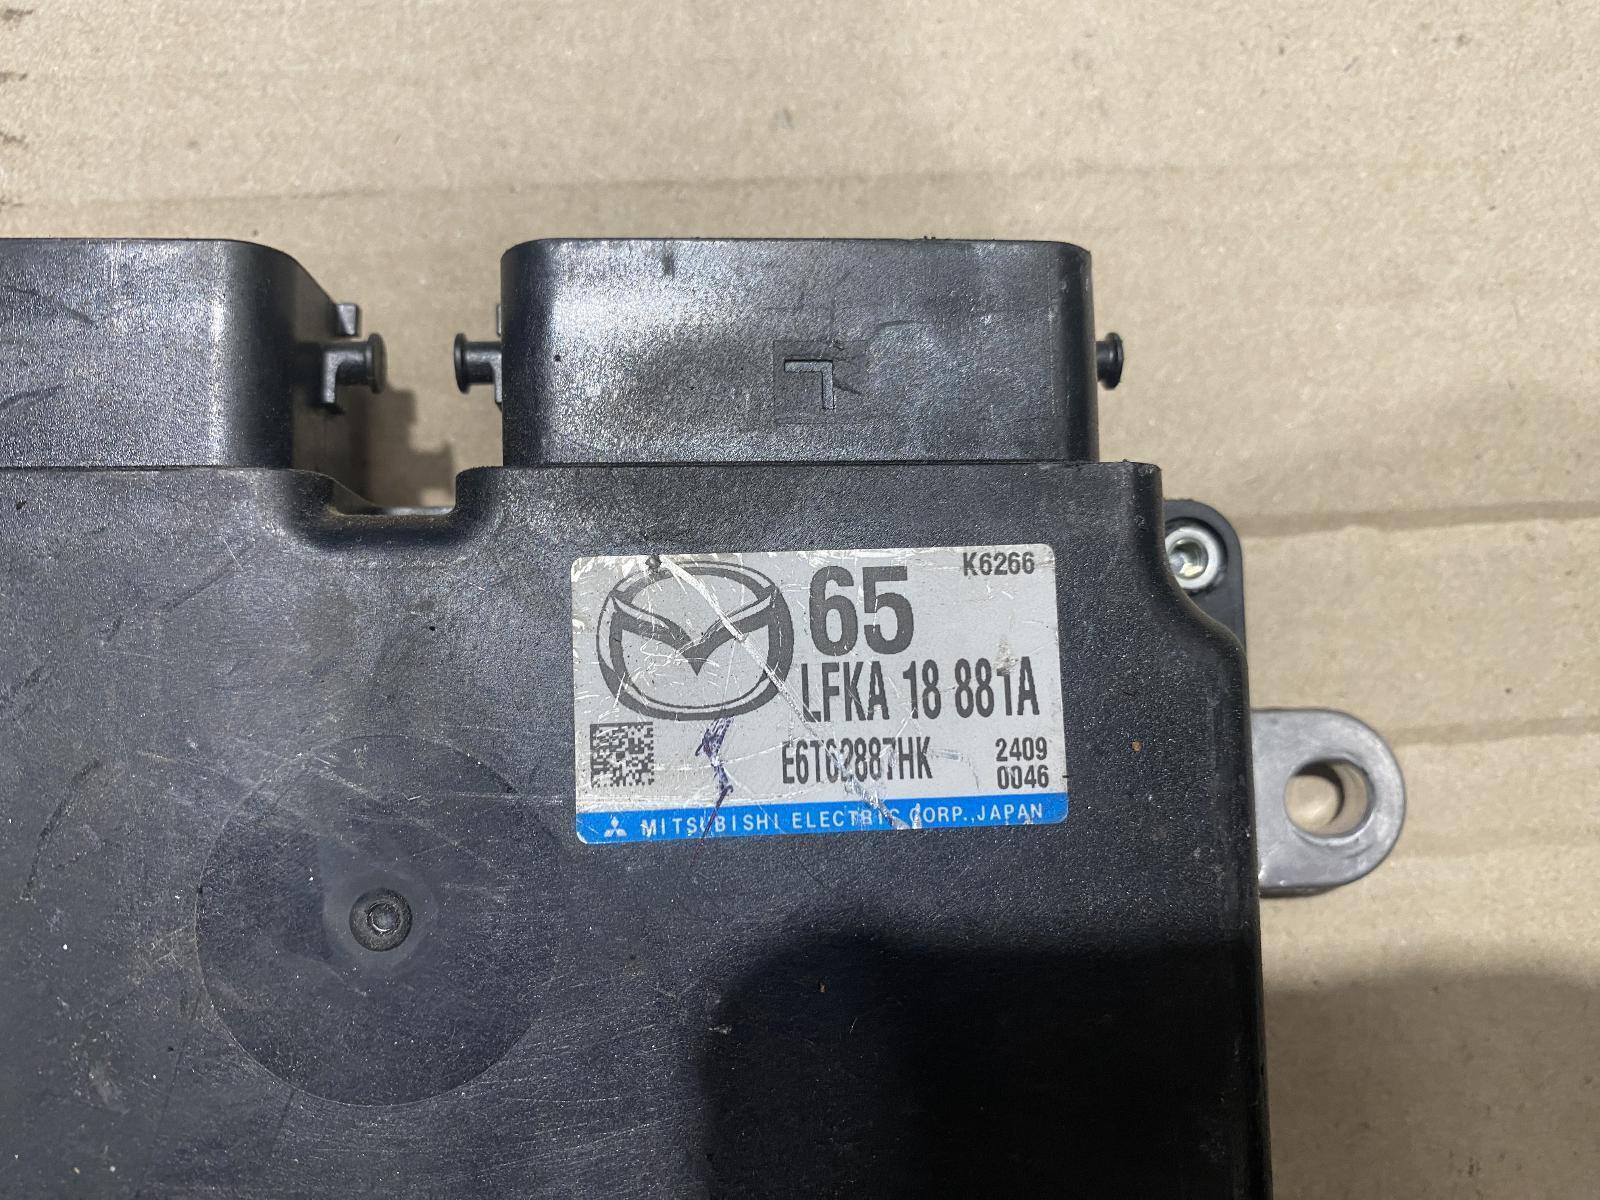 L
65
K6266
LFKA 18 881A
E6T62887HK
2409
0046
MITSUBISHI ELECTRIC CORP.,JAPAN